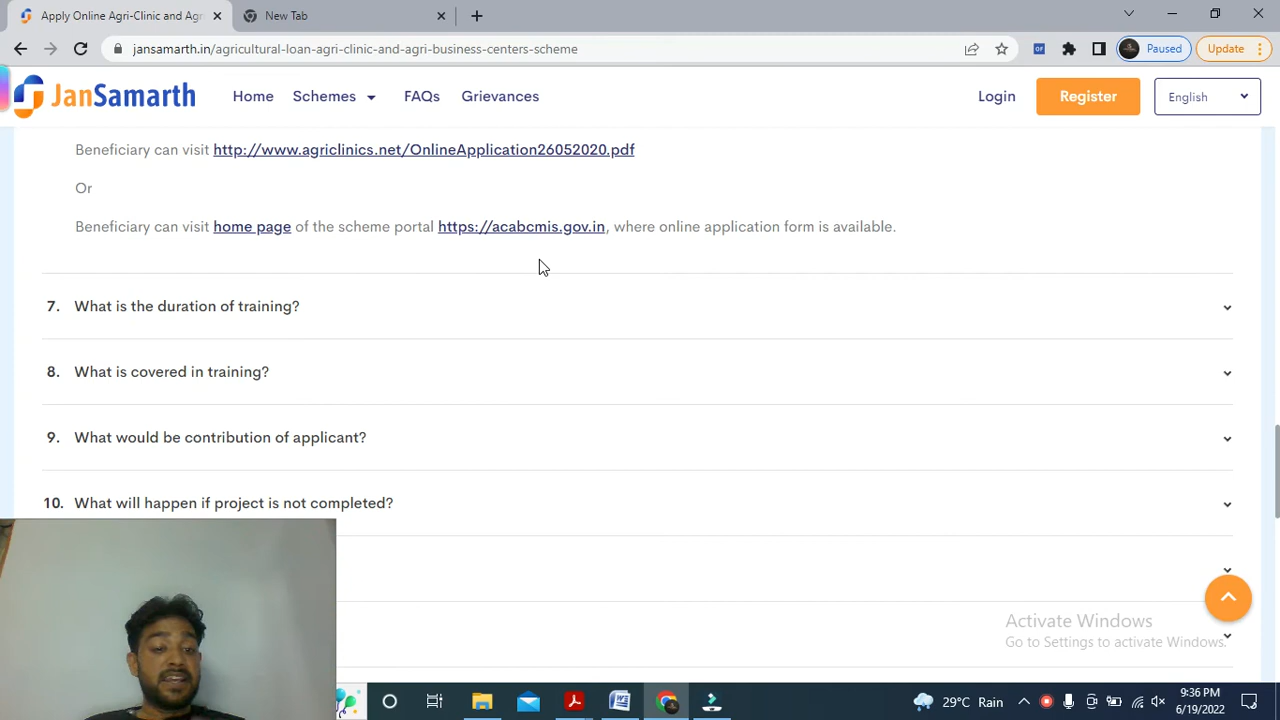 Apply Online Agri-Clinic and Agr
New Tab
jansamarth.in/agricultural-loan-agri-clinic-and-agri-business-centers-scheme
Paused
Update
JanSamarth
Home
Schemes
FAQs
Grievances
Login
Register
English
Beneficiary can visit http://www.agriclinics.net/OnlineApplication26052020.pdf
Or
Beneficiary can visit home page of the scheme portal https://acabcmis.gov.in, where online application form is available.
7. What is the duration of training?
8. What is covered in training?
9. What would be contribution of applicant?
10. What will happen if project is not completed?
Activate Windows
Go to Settings to activate Windows.
29°C Rain
9:36 PM
6/19/2022